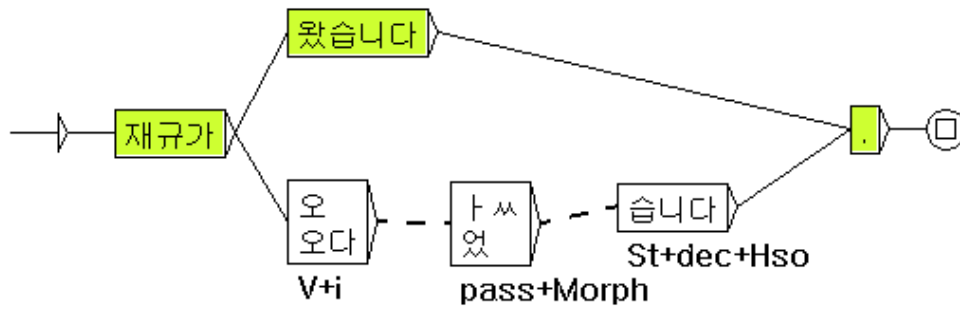 왔습니다
재규가
.
오
오다
V+i
ㅏㅆ
었
pass+Morph
습니다
St+dec+Hso